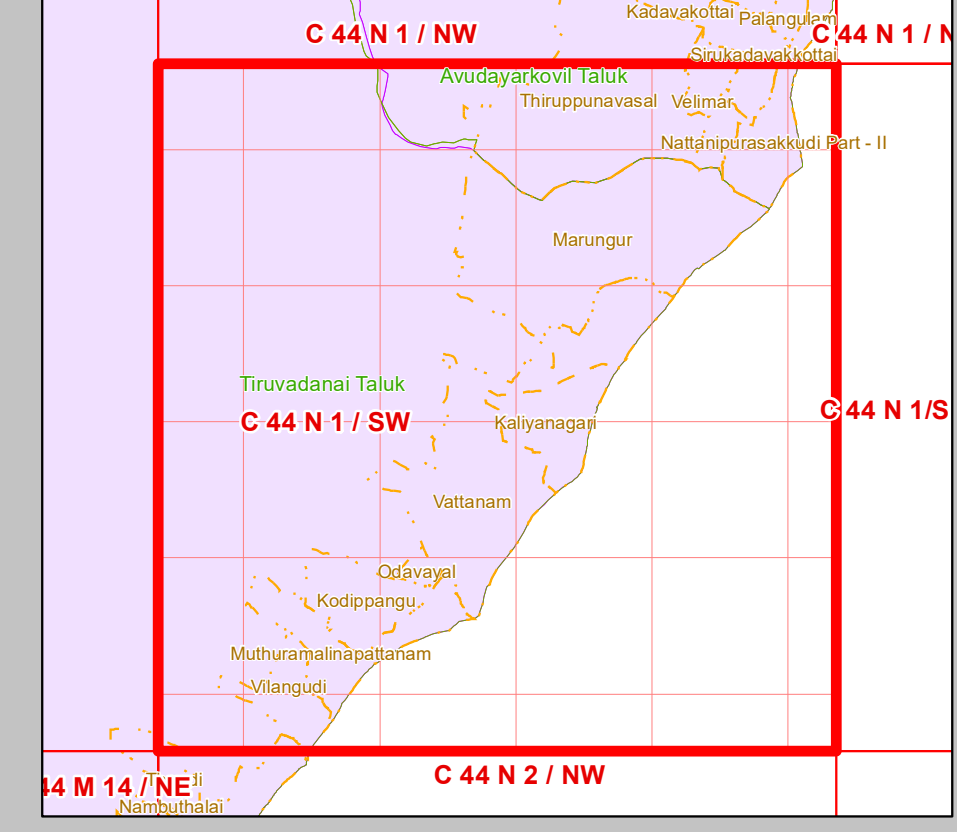 Kadavakottai
Palangulam
C 44 N 1 / NW
C 44 N 1 / N
Sirukadavakkottai
Avudayarkovil Taluk
Thiruppunavasal
Velimar
Nattanipurasakkudi Part - II
Marungur
Tiruvadanai Taluk
C 44 N 1 / SW
C 44 N 1/S
Kaliyanagari
Vattanam
Odavayal
Kodippangu
Muthuramalinapattanam
Vilangudi
C 44 N 2 / NW
44 M 14 / NE
Nambuthalai